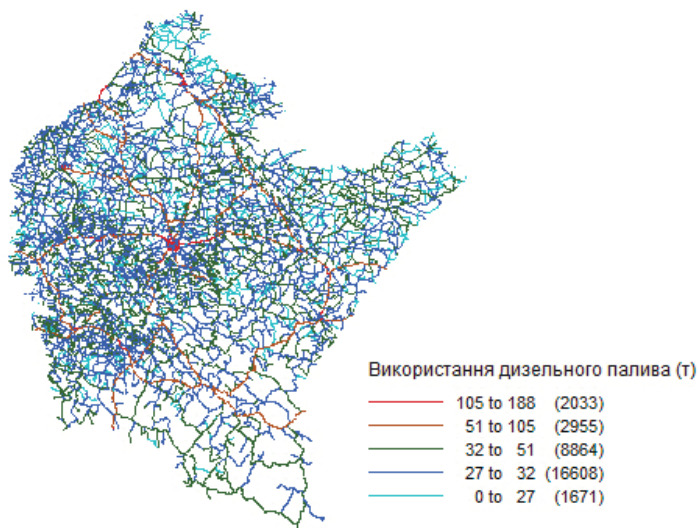 Використання дизельного палива (т)
105 to 188 (2033)
51 to 105 (2955)
32 to 51 (8864)
27 to 32 (16608)
0 to 27 (1671)